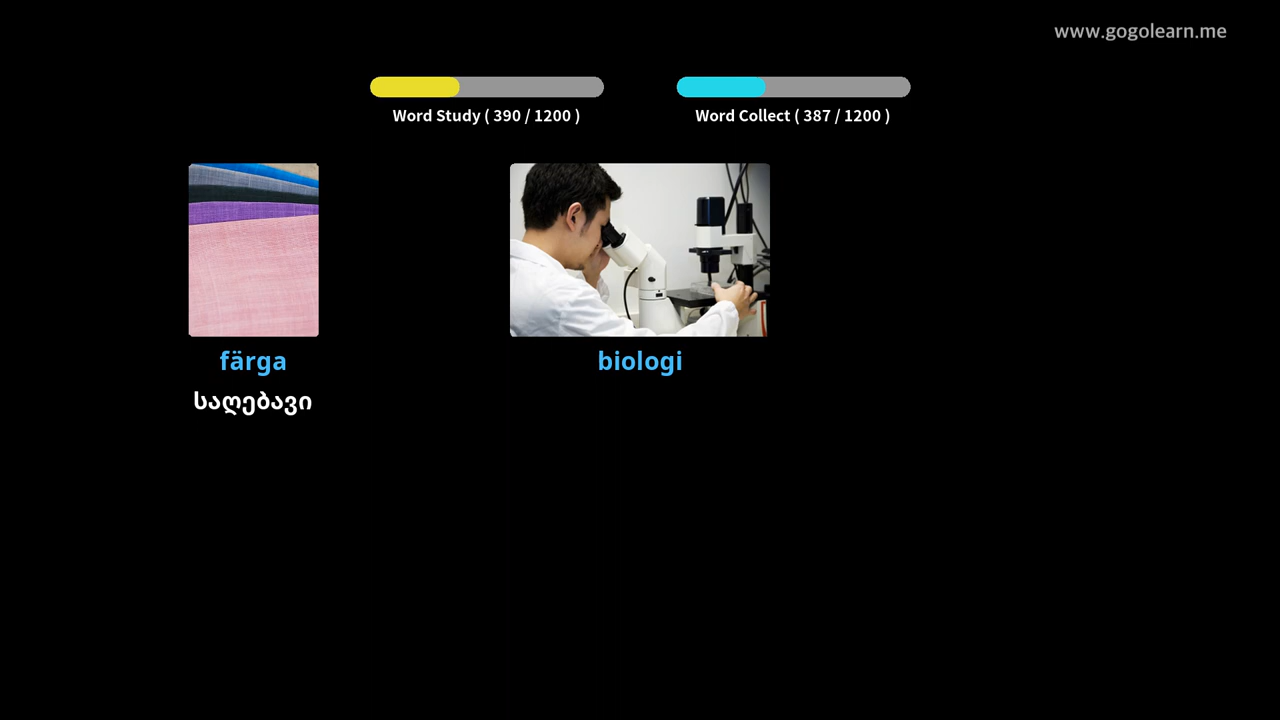 www.gogolearn.me
Word Study ( 390 / 1200 )
Word Collect ( 387 / 1200 )
färga
biologi
საღებავი